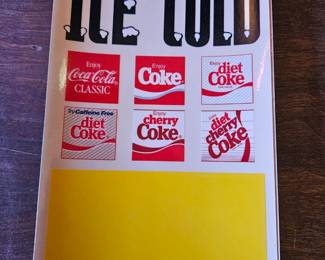 ICE COLD
Enjoy
Coca-Cola
CLASSIC
Enjoy
Coke
Enjoy
diet
Coke
Try Caffeine Free
diet
Coke
Enjoy
cherry
Coke
diet
cherry
Coke